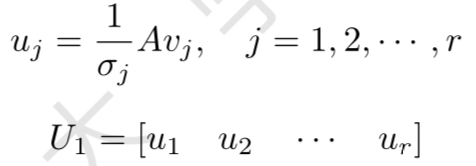 $u_j = \frac{1}{\sigma_j} A v_j, \quad j = 1, 2, \cdots, r$
$U_1 = [u_1 \quad u_2 \quad \cdots \quad u_r]$